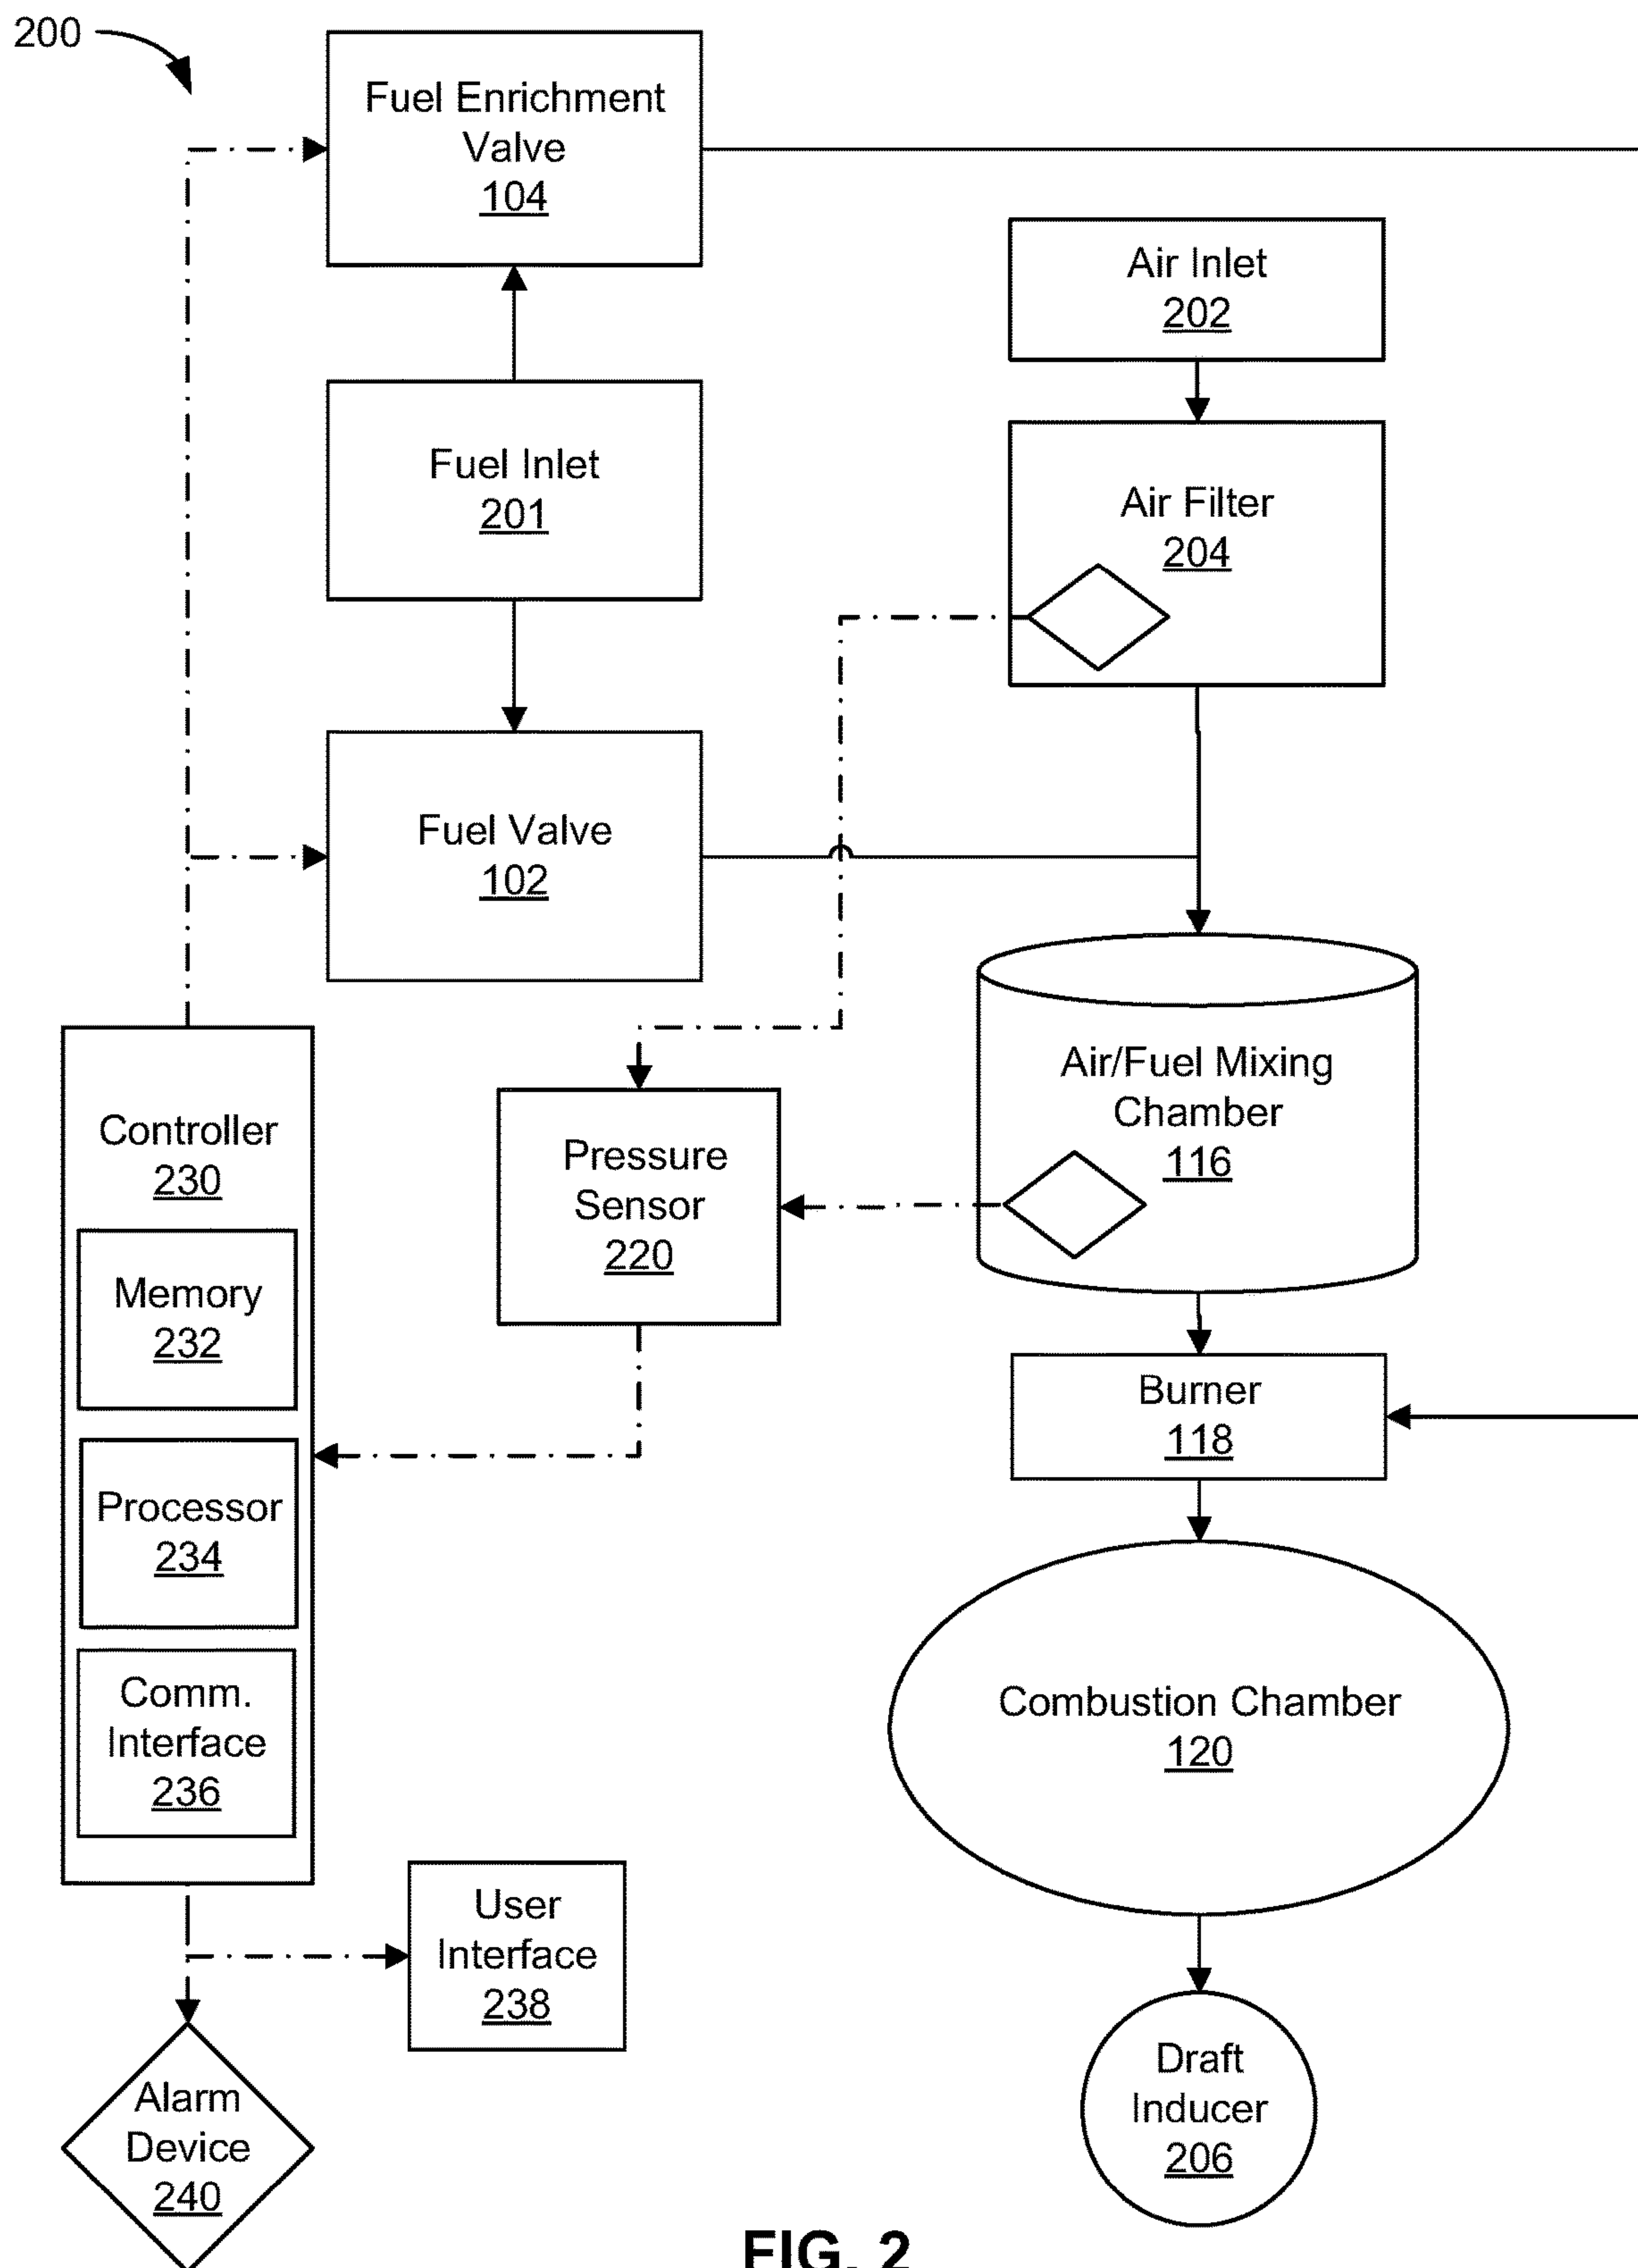 200
Fuel Enrichment
Valve
104
Air Inlet
202
Fuel Inlet
201
Air Filter
204
Fuel Valve
102
Air/Fuel Mixing
Chamber
116
Controller
230
Pressure
Sensor
220
Memory
232
Burner
118
Processor
234
Comm.
Interface
236
Combustion Chamber
120
User
Interface
238
Draft
Inducer
206
Alarm
Device
240
FIG. 2